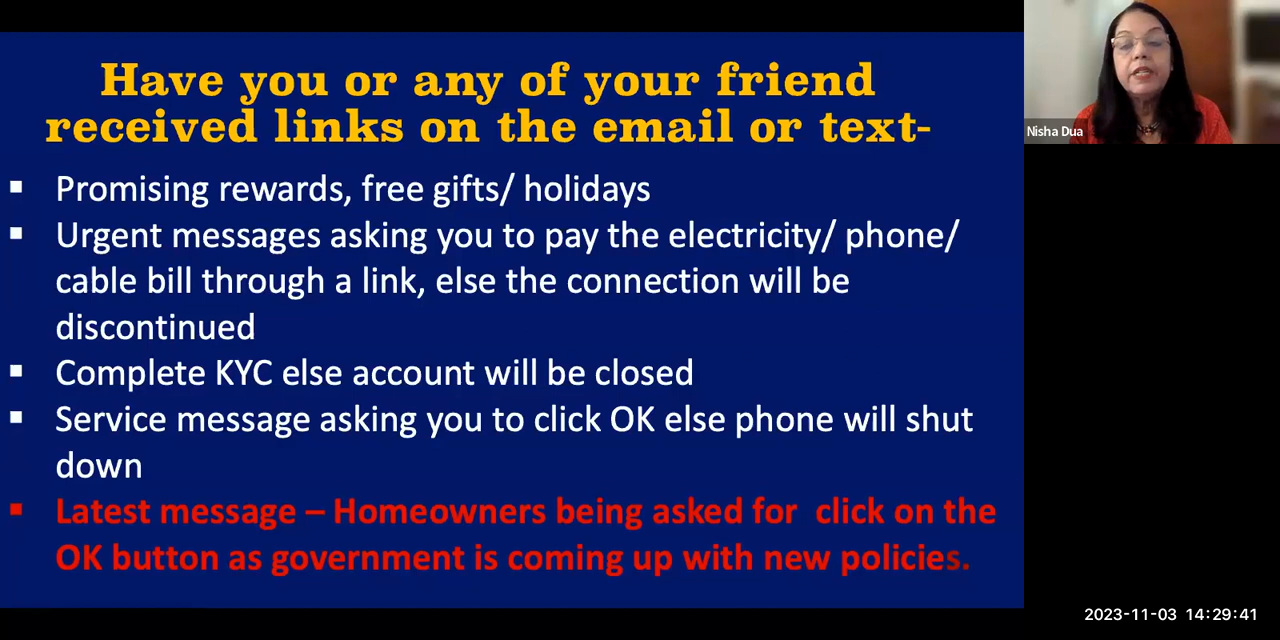 Have you or any of your friend
received links on the email or text-
▪ Promising rewards, free gifts/ holidays
▪ Urgent messages asking you to pay the electricity/ phone/
cable bill through a link, else the connection will be
discontinued
▪ Complete KYC else account will be closed
▪ Service message asking you to click OK else phone will shut
down
▪ Latest message – Homeowners being asked for  click on the
OK button as government is coming up with new policies.
Nisha Dua
2023-11-03 14:29:41